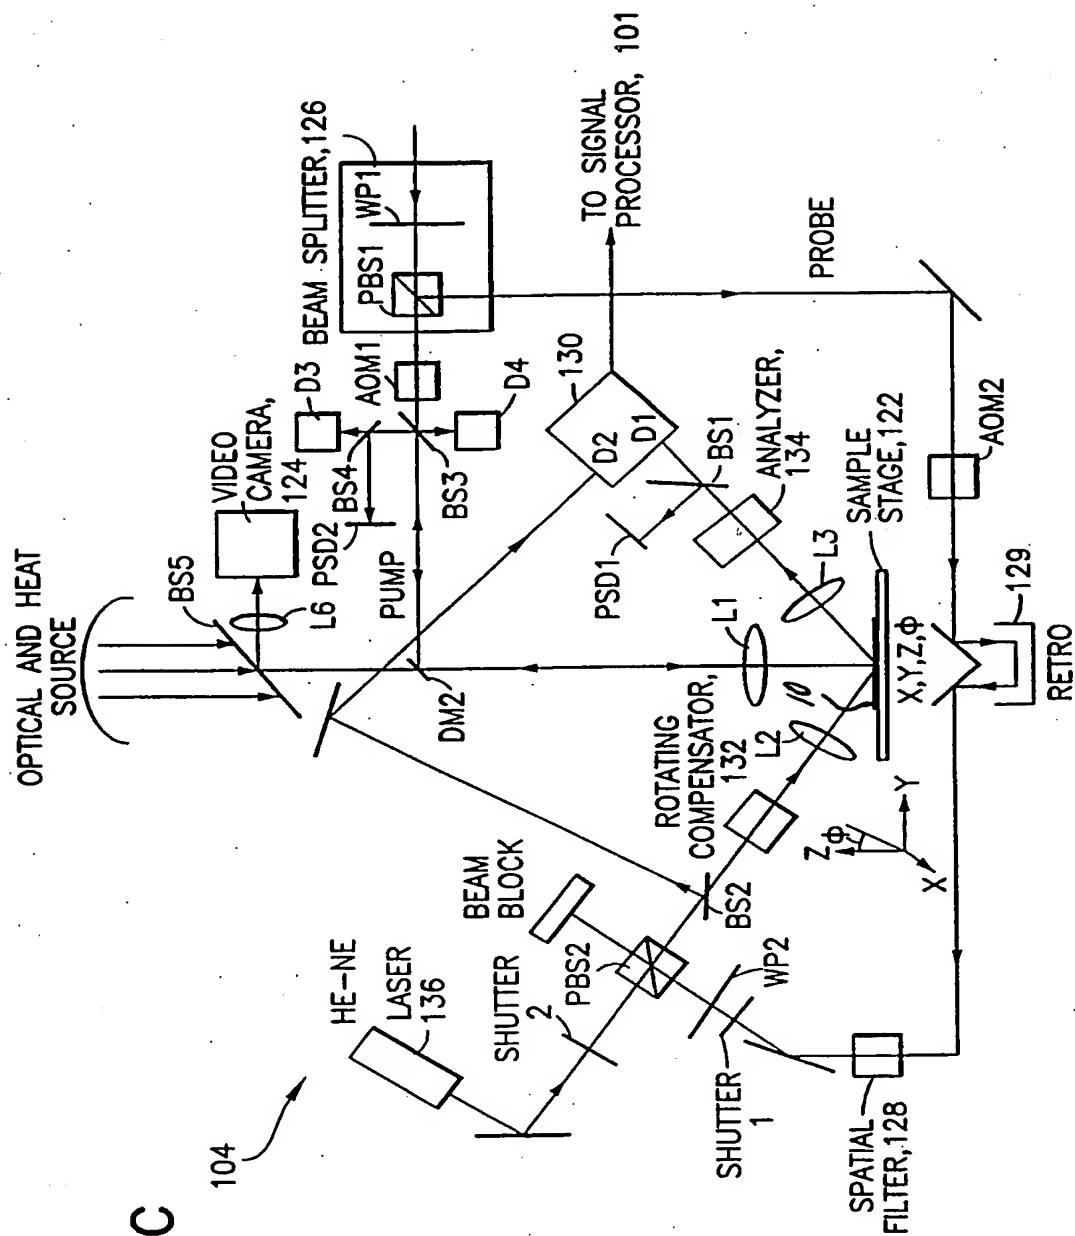 C
104
OPTICAL AND HEAT
SOURCE
BS5
VIDEO
CAMERA,
124
L6
PSD2
PUMP
BS4
D3
AOM1
BS3
D4
BEAM SPLITTER,126
PBS1
WP1
TO SIGNAL
PROCESSOR, 101
130
D2
D1
PROBE
DM2
HE-NE
LASER
136
SHUTTER
2
BEAM
BLOCK
PBS2
BS2
ROTATING
COMPENSATOR,
132
L2
10
L1
L3
PSD1
BS1
ANALYZER,
134
SAMPLE
STAGE,122
X,Y,Z,Φ
AOM2
129
RETRO
Z
Φ
Y
X
WP2
SHUTTER
1
SPATIAL
FILTER,128